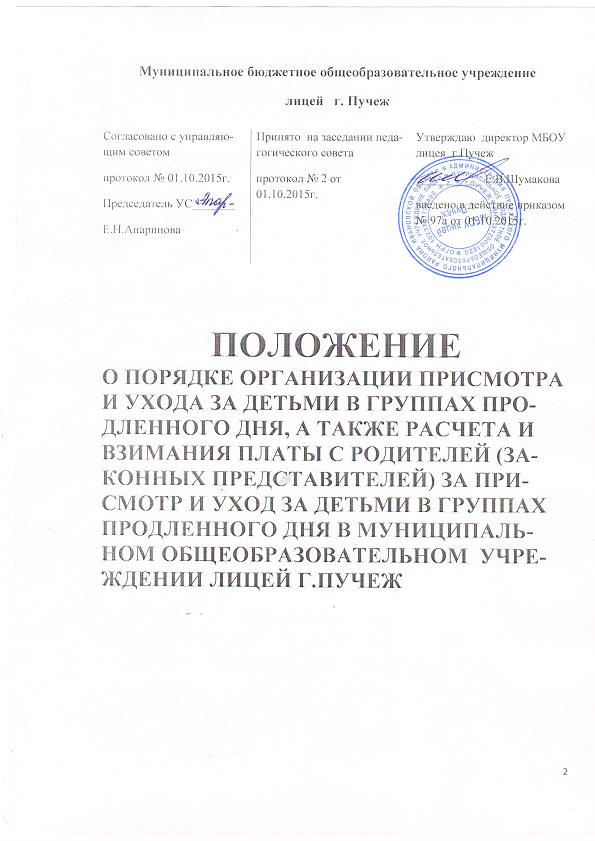 Муниципальное бюджетное общеобразовательное учреждение
лицей г. Пучеж
Согласовано с управляю-
щим советом
протокол № 01.10.2015г.
Председатель УС
Е.Н.Апаринова
Принято на заседании педа-
гогического совета
протокол № 2 от
01.10.2015г.
Утверждаю директор МБОУ
лицея г.Пучеж
Е.В.Шумакова
введено в действие приказом
№ 97а от 01.10.2015г.
ПОЛОЖЕНИЕ
О ПОРЯДКЕ ОРГАНИЗАЦИИ ПРИСМОТРА
И УХОДА ЗА ДЕТЬМИ В ГРУППАХ ПРО-
ДЛЕННОГО ДНЯ, А ТАКЖЕ РАСЧЕТА И
ВЗИМАНИЯ ПЛАТЫ С РОДИТЕЛЕЙ (ЗА-
КОННЫХ ПРЕДСТАВИТЕЛЕЙ) ЗА ПРИ-
СМОТР И УХОД ЗА ДЕТЬМИ В ГРУППАХ
ПРОДЛЕННОГО ДНЯ В МУНИЦИПАЛЬ-
НОМ ОБЩЕОБРАЗОВАТЕЛЬНОМ УЧРЕ-
ЖДЕНИИ ЛИЦЕЙ Г.ПУЧЕЖ
2